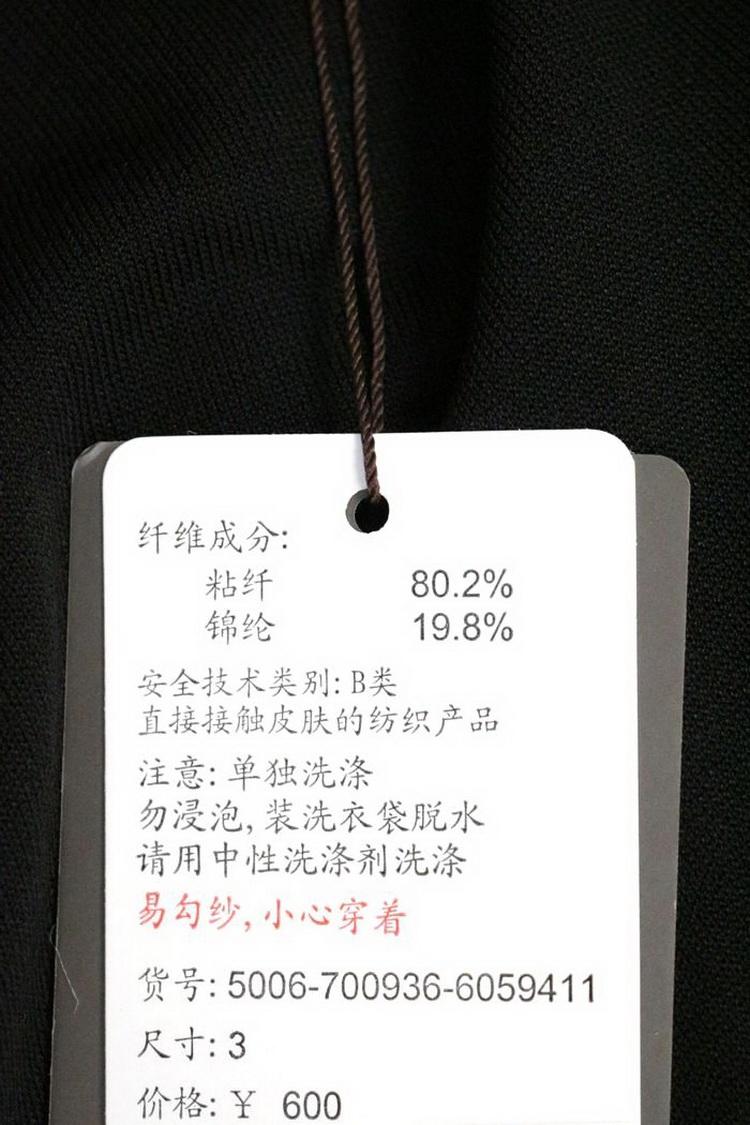 纤维成分:
粘纤 80.2%
锦纶 19.8%
安全技术类别: B类
直接接触皮肤的纺织产品
注意: 单独洗涤
勿浸泡, 装洗衣袋脱水
请用中性洗涤剂洗涤
易勾纱, 小心穿着
货号: 5006-700936-6059411
尺寸: 3
价格: ¥ 600